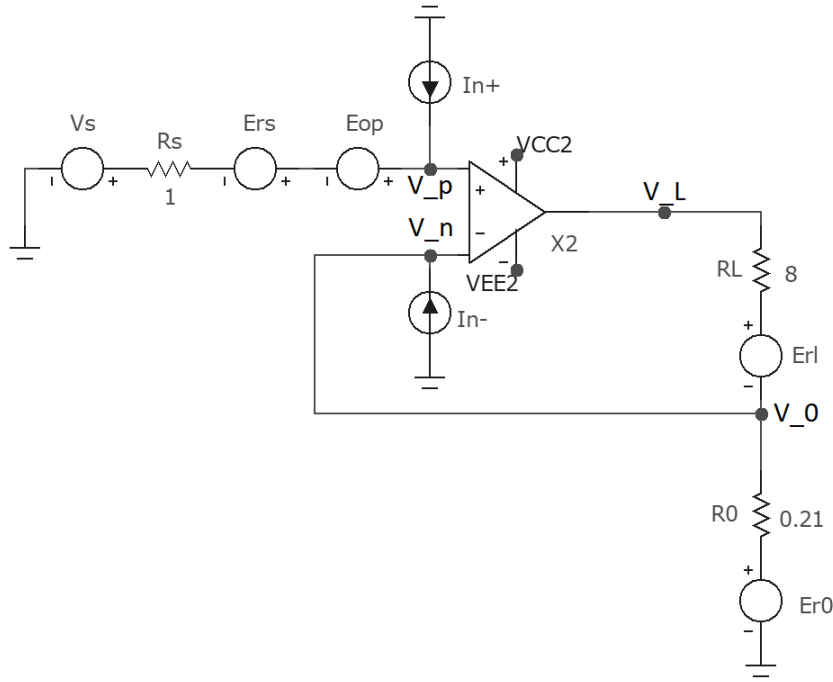 In+
Vs
Rs
Ers
Eop
1
V_p
VCC2
+
-
V_n
X2
V_L
VEE2
In-
RL
8
Erl
V_0
R0
0.21
Er0